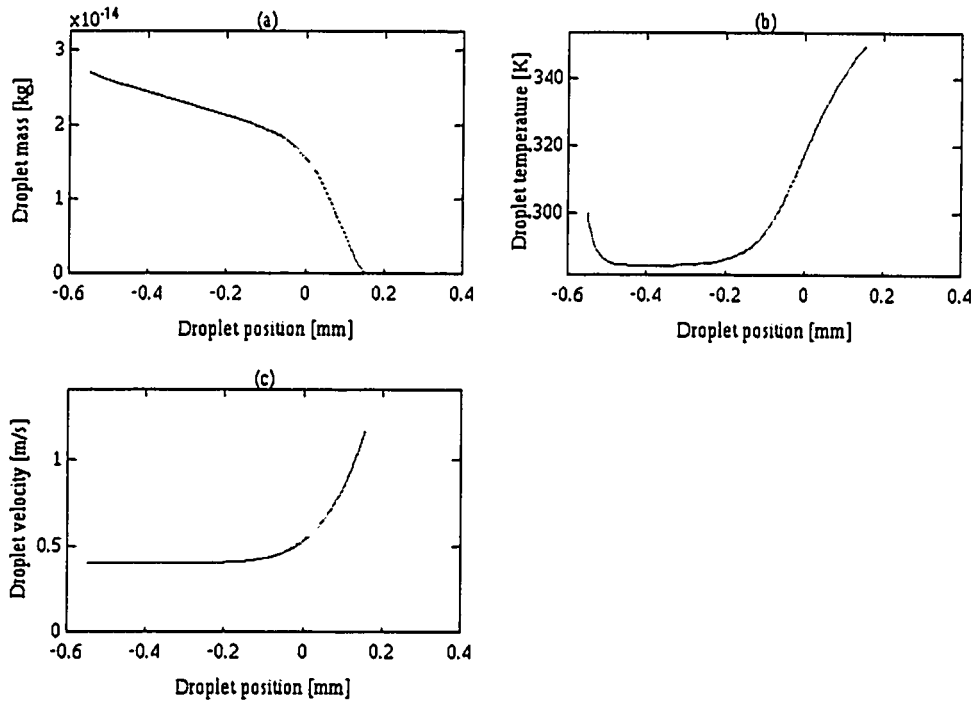 (a)
×10-14
3
2
1
0
Droplet mass [kg]
-0.6 -0.4 -0.2 0 0.2 0.4
Droplet position [mm]
(b)
.340
.320
.300
Droplet temperature [K]
-0.6 -0.4 -0.2 0 0.2 0.4
Droplet position [mm]
(c)
1
0.5
0
Droplet velocity [m/s]
-0.6 -0.4 -0.2 0 0.2 0.4
Droplet position [mm]